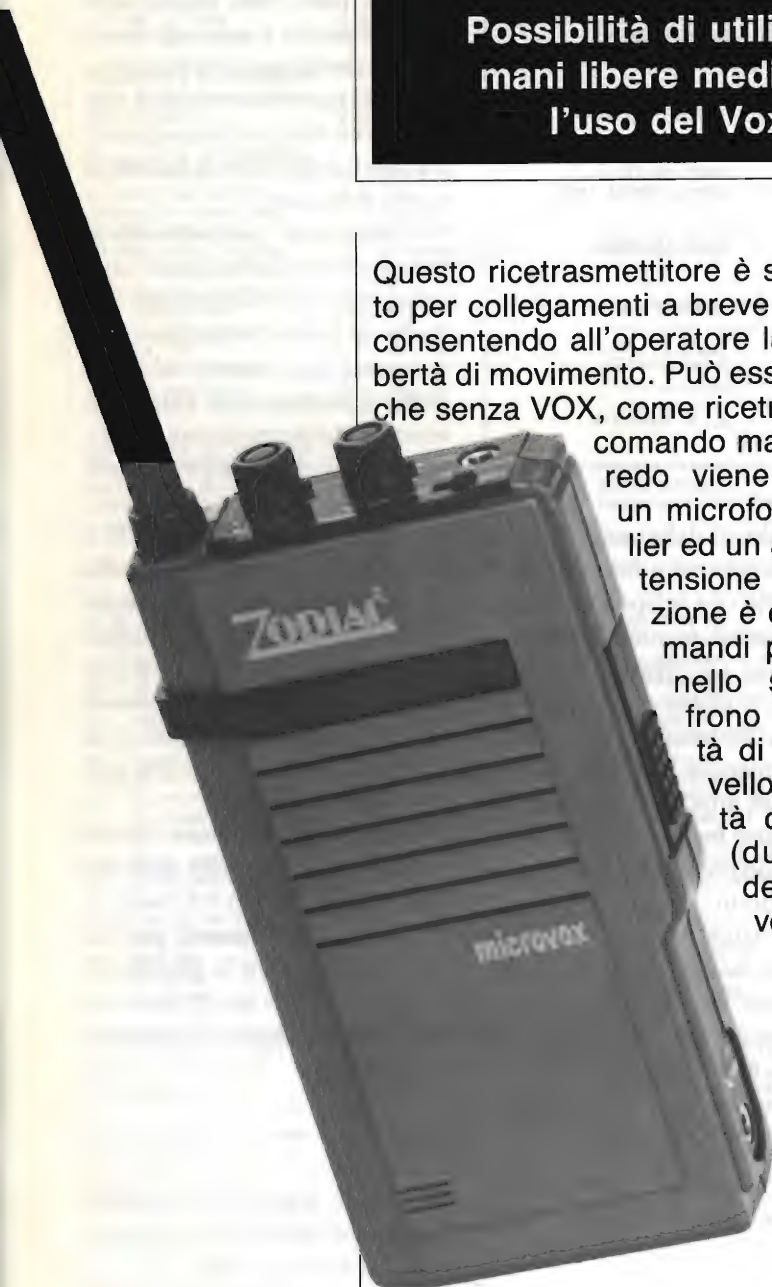 Possibilità di utili
mani libere medi
l'uso del Vox
Questo ricetrasmettitore è s
to per collegamenti a breve
consentendo all'operatore la
bertà di movimento. Può ess
che senza VOX, come ricetr
comando ma
redo viene
un microfo
lier ed un a
tensione
zione è d
mandi p
nello s
frono
tà di
vello
tà d
(du
de
vo
ZODIAC
microvox